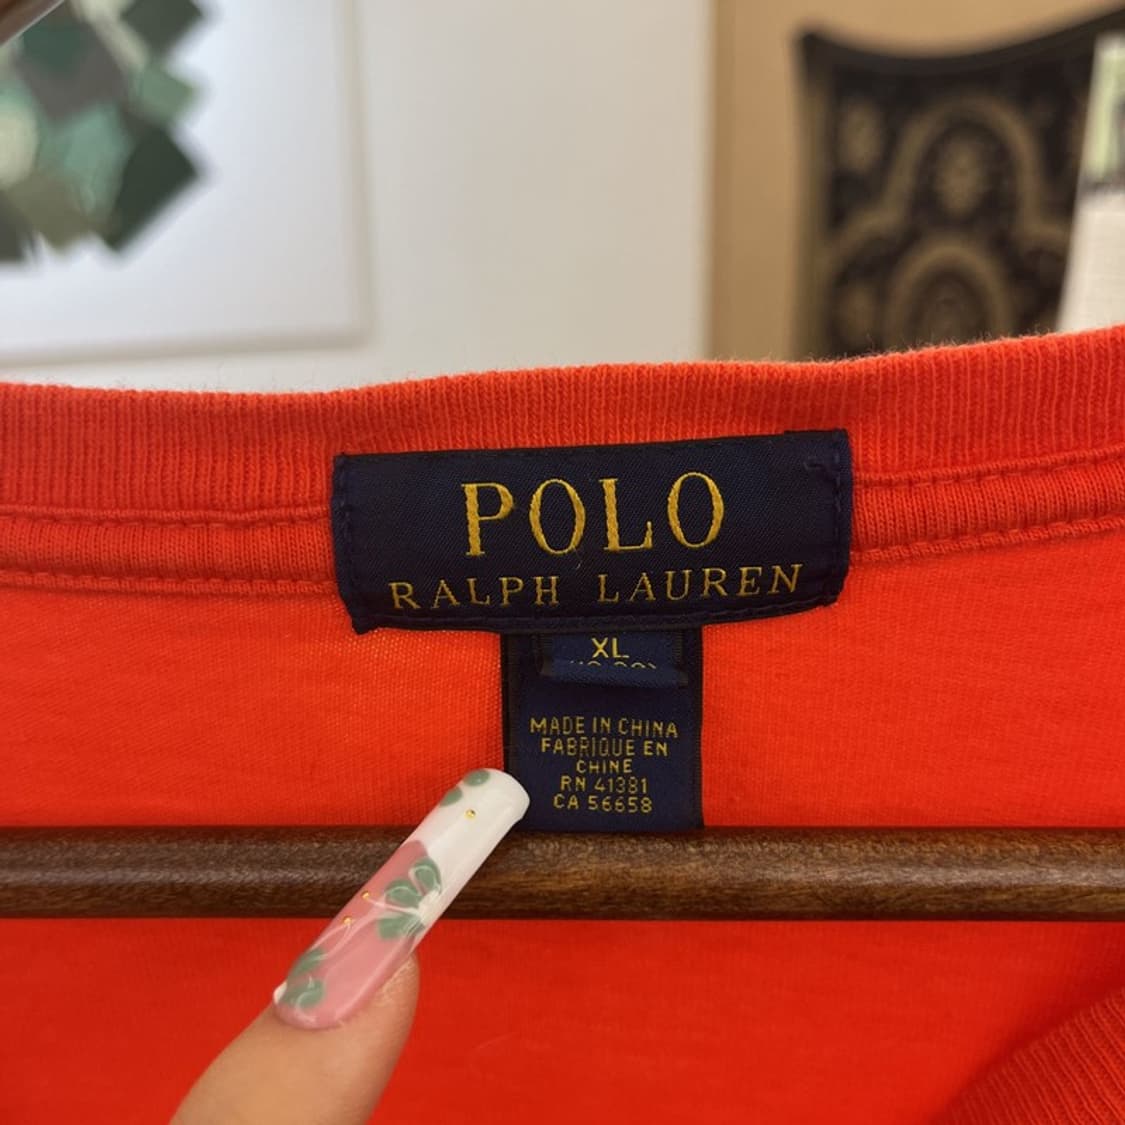 POLO
RALPH LAUREN
XL
MADE IN CHINA
FABRIQUE EN
CHINE
RN 41381
CA 56658